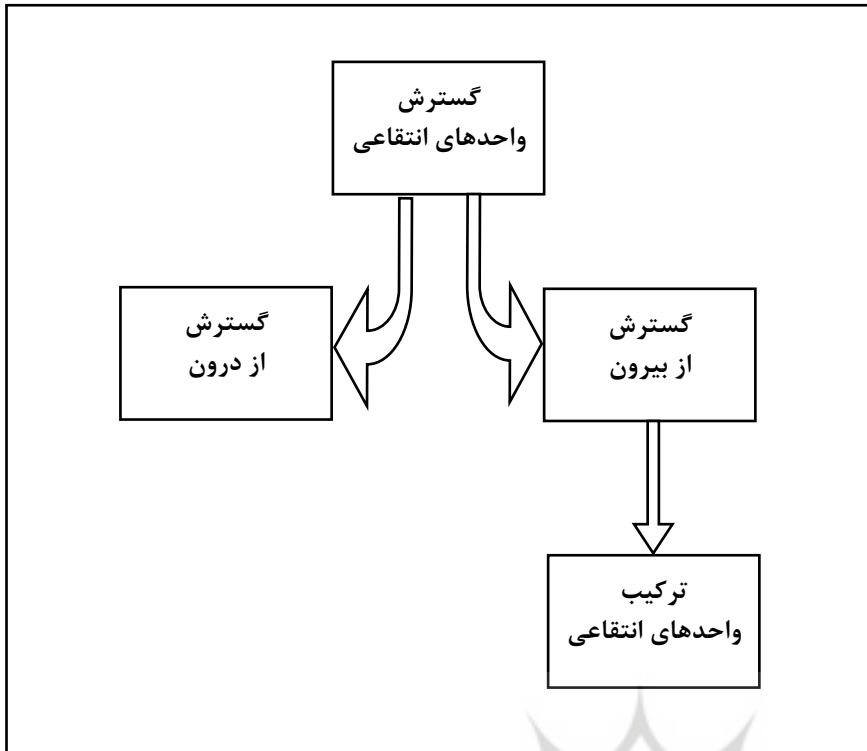 گسترش
واحدهای انتقاعی
گسترش
از بیرون
گسترش
از درون
ترکیب
واحدهای انتقاعی